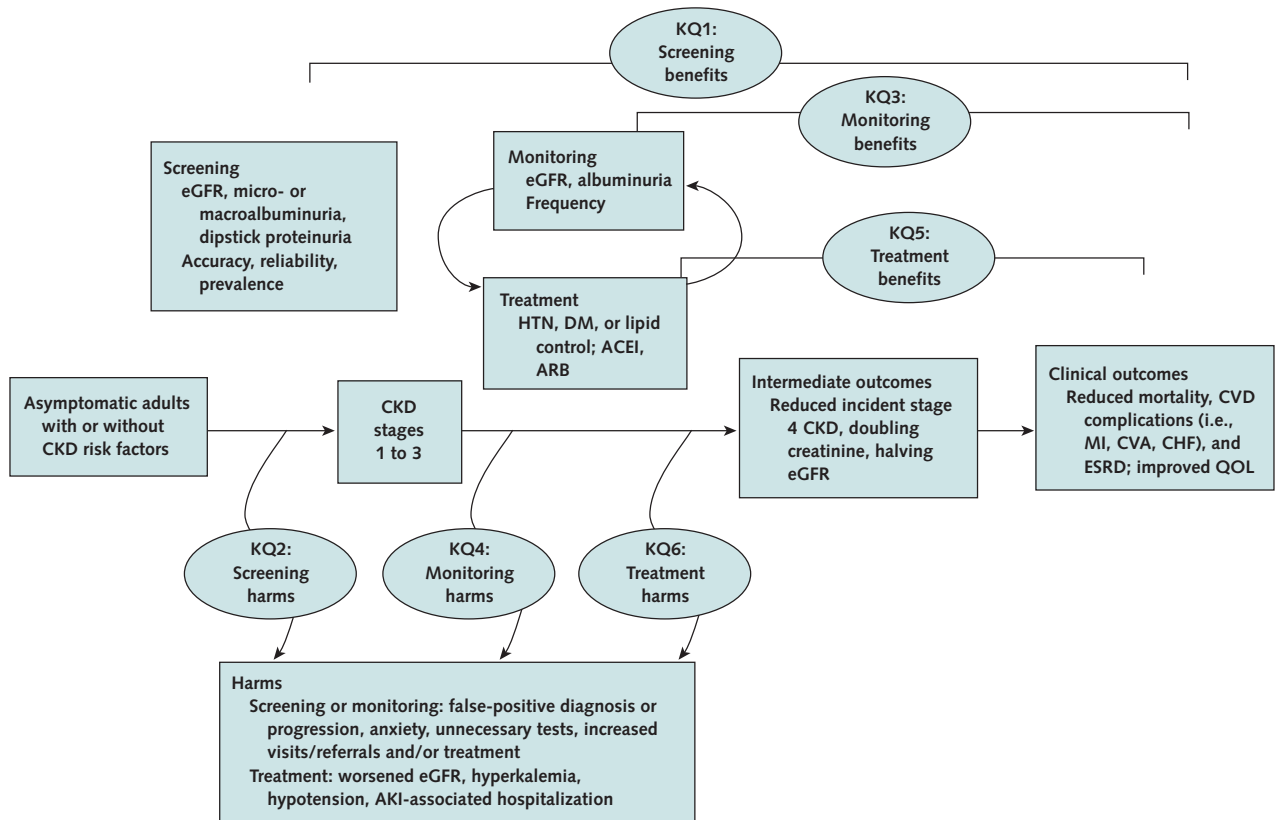 KQ1:
Screening
benefits
KQ3:
Monitoring
benefits
Screening
eGFR, micro- or
macroalbuminuria,
dipstick proteinuria
Accuracy, reliability,
prevalence
Monitoring
eGFR, albuminuria
Frequency
KQ5:
Treatment
benefits
Treatment
HTN, DM, or lipid
control; ACEI,
ARB
Asymptomatic adults
with or without
CKD risk factors
CKD
stages
1 to 3
Intermediate outcomes
Reduced incident stage
4 CKD, doubling
creatinine, halving
eGFR
Clinical outcomes
Reduced mortality, CVD
complications (i.e.,
MI, CVA, CHF), and
ESRD; improved QOL
KQ2:
Screening
harms
KQ4:
Monitoring
harms
KQ6:
Treatment
harms
Harms
Screening or monitoring: false-positive diagnosis or
progression, anxiety, unnecessary tests, increased
visits/referrals and/or treatment
Treatment: worsened eGFR, hyperkalemia,
hypotension, AKI-associated hospitalization